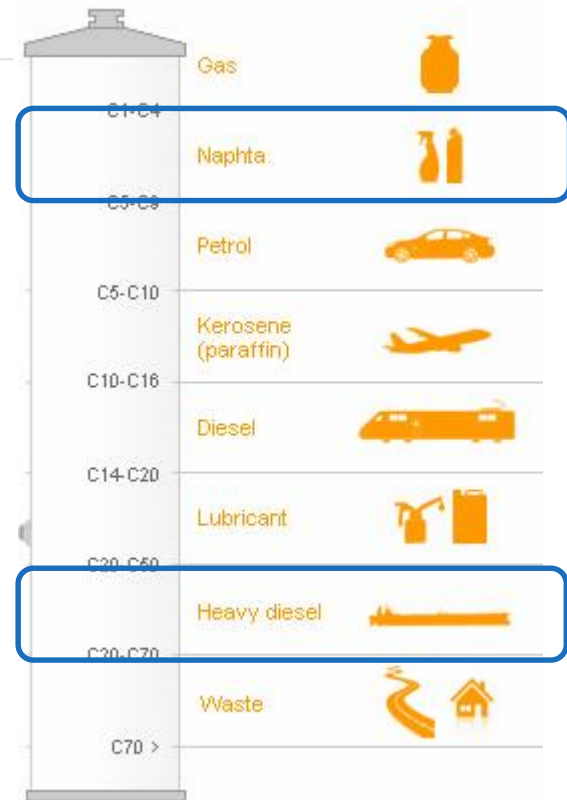 Gas
C1-C4
Naphta
C5-C9
Petrol
C5-C10
Kerosene
(paraffin)
C10-C16
Diesel
C14-C20
Lubricant
C20-C50
Heavy diesel
C20-C70
Waste
C70 >